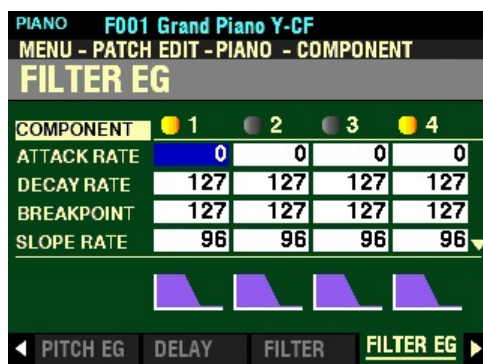 PIANO F001 Grand Piano Y-CF
MENU - PATCH EDIT - PIANO - COMPONENT
FILTER EG
COMPONENT 1 2 3 4
ATTACK RATE 0 0 0 0
DECAY RATE 127 127 127 127
BREAKPOINT 127 127 127 127
SLOPE RATE 96 96 96 96
PITCH EG DELAY FILTER FILTER EG